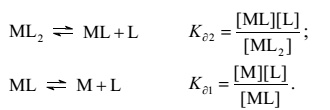 ML₂ ⇌ ML + L   K∂2 = [ML][L] / [ML₂] ;
ML ⇌ M + L   K∂1 = [M][L] / [ML] .